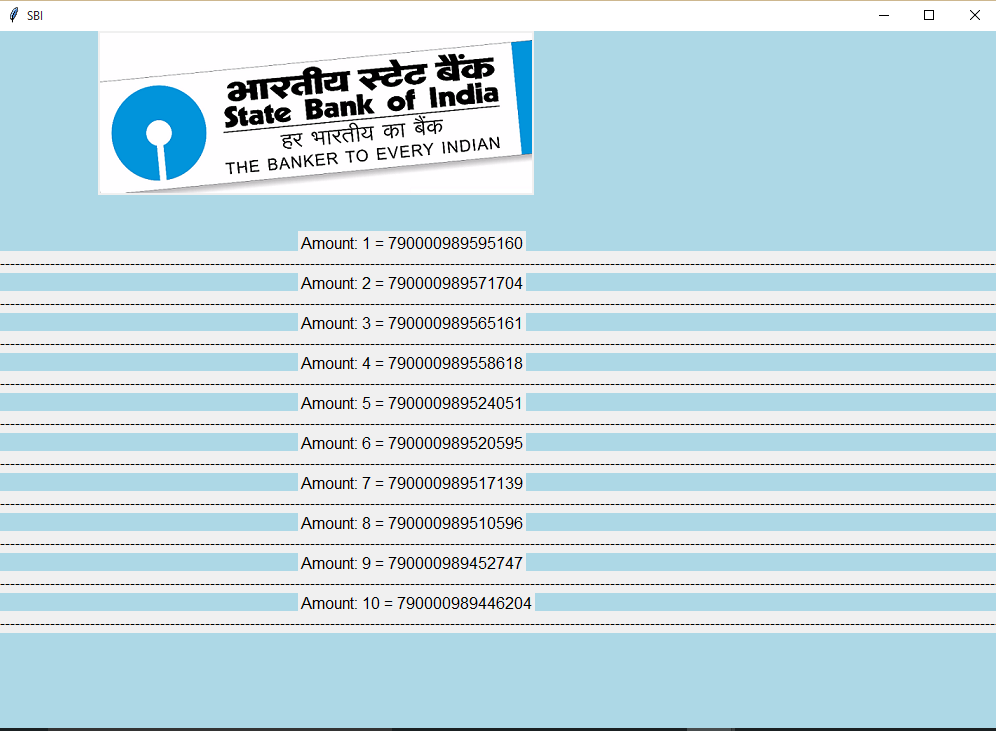 SBI
भारतीय स्टेट बैंक
State Bank of India
हर भारतीय का बैंक
THE BANKER TO EVERY INDIAN
Amount: 1 = 790000989595160
Amount: 2 = 790000989571704
Amount: 3 = 790000989565161
Amount: 4 = 790000989558618
Amount: 5 = 790000989524051
Amount: 6 = 790000989520595
Amount: 7 = 790000989517139
Amount: 8 = 790000989510596
Amount: 9 = 790000989452747
Amount: 10 = 790000989446204